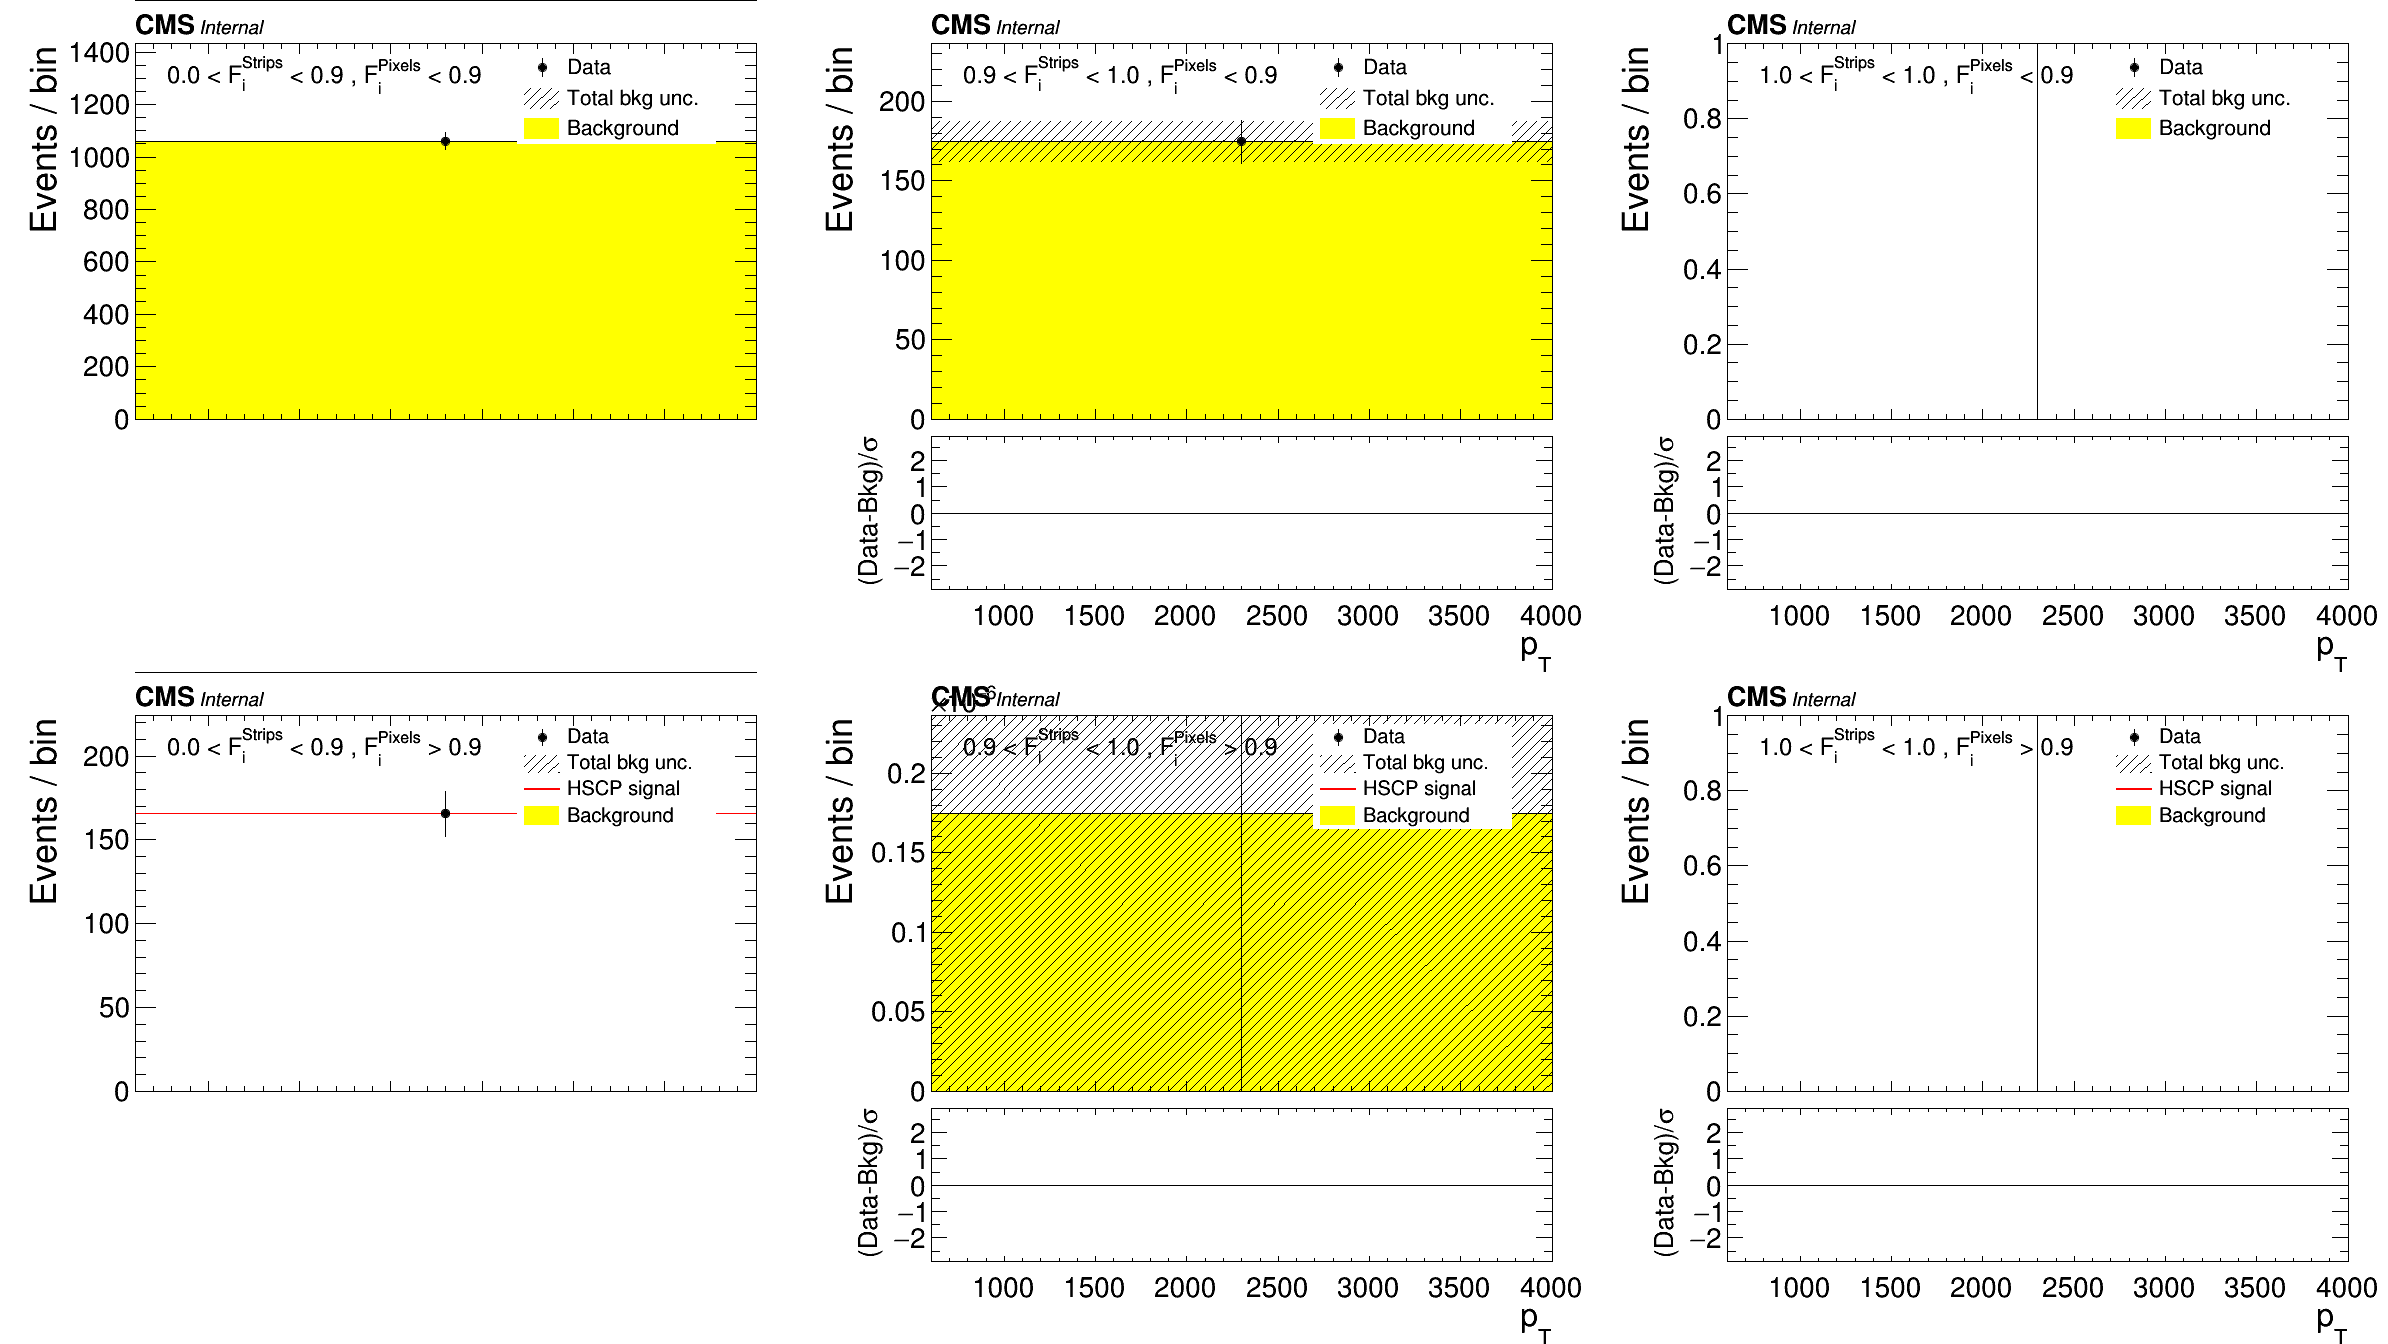 CMS Internal
Events / bin
1400
1200
1000
800
600
400
200
0
0.0 < F_i^Strips < 0.9 , F_i^Pixels < 0.9
Data
Total bkg unc.
Background
CMS Internal
Events / bin
200
150
100
50
0
0.9 < F_i^Strips < 1.0 , F_i^Pixels < 0.9
Data
Total bkg unc.
Background
(Data-Bkg)/σ
2
1
0
−1
−2
1000 1500 2000 2500 3000 3500 4000
p_T
CMS Internal
Events / bin
1
0.8
0.6
0.4
0.2
0
1.0 < F_i^Strips < 1.0 , F_i^Pixels < 0.9
Data
Total bkg unc.
Background
(Data-Bkg)/σ
2
1
0
−1
−2
1000 1500 2000 2500 3000 3500 4000
p_T
CMS Internal
Events / bin
200
150
100
50
0
0.0 < F_i^Strips < 0.9 , F_i^Pixels > 0.9
Data
Total bkg unc.
HSCP signal
Background
CMS Internal
Events / bin
0.2
0.15
0.1
0.05
0
0.9 < F_i^Strips < 1.0 , F_i^Pixels > 0.9
Data
Total bkg unc.
HSCP signal
Background
(Data-Bkg)/σ
2
1
0
−1
−2
1000 1500 2000 2500 3000 3500 4000
p_T
CMS Internal
Events / bin
1
0.8
0.6
0.4
0.2
0
1.0 < F_i^Strips < 1.0 , F_i^Pixels > 0.9
Data
Total bkg unc.
HSCP signal
Background
(Data-Bkg)/σ
2
1
0
−1
−2
1000 1500 2000 2500 3000 3500 4000
p_T